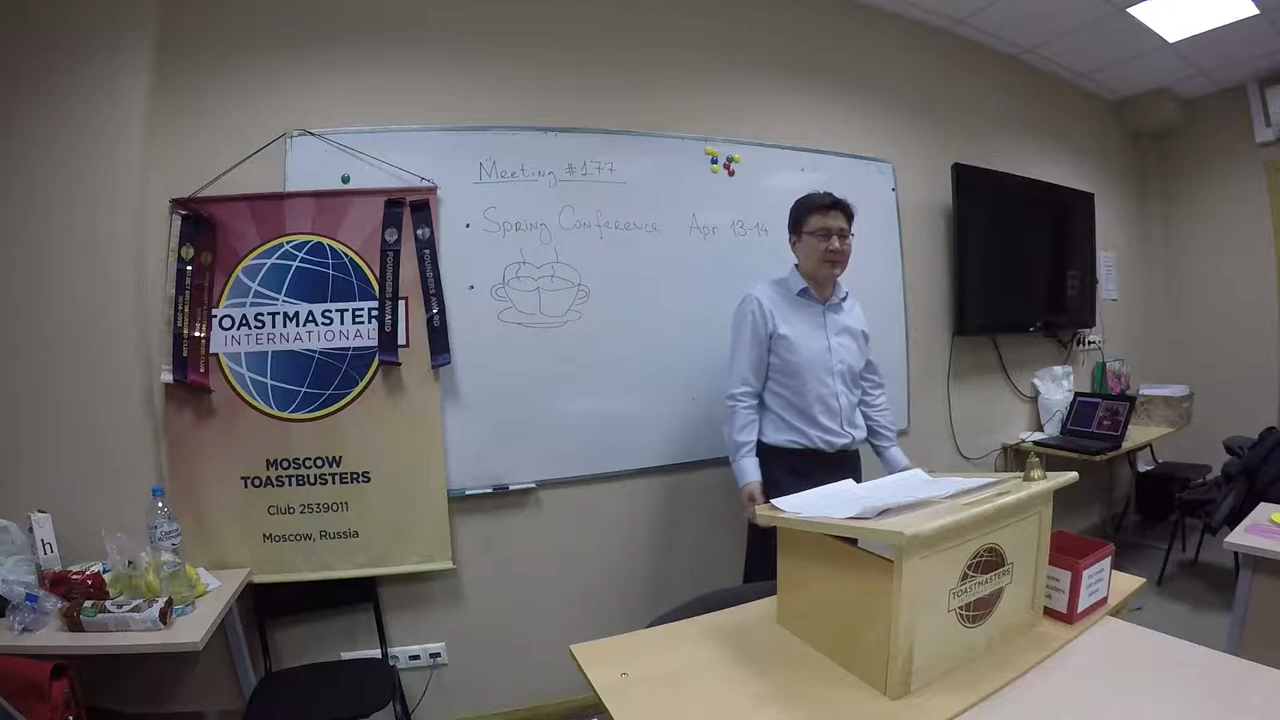 Meeting #177
• Spring Conference Apr 13-14
TOASTMASTERS
INTERNATIONAL
FOUNDERS AWARD
FOUNDERS AWARD
MOSCOW
TOASTBUSTERS
Club 2539011
Moscow, Russia
h
TOASTMASTERS
INTERNATIONAL